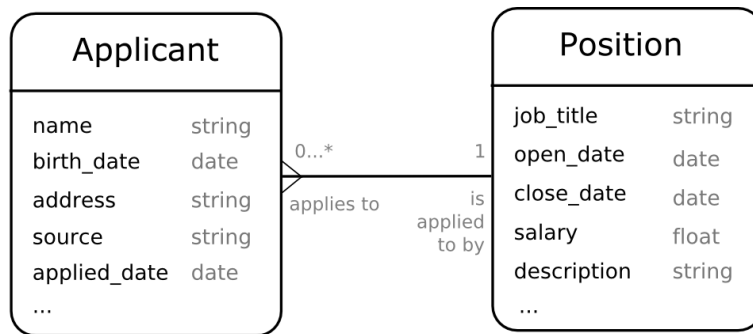 Applicant
name string
birth_date date
address string
source string
applied_date date
...
0...*
1
applies to
is
applied
to by
Position
job_title string
open_date date
close_date date
salary float
description string
...